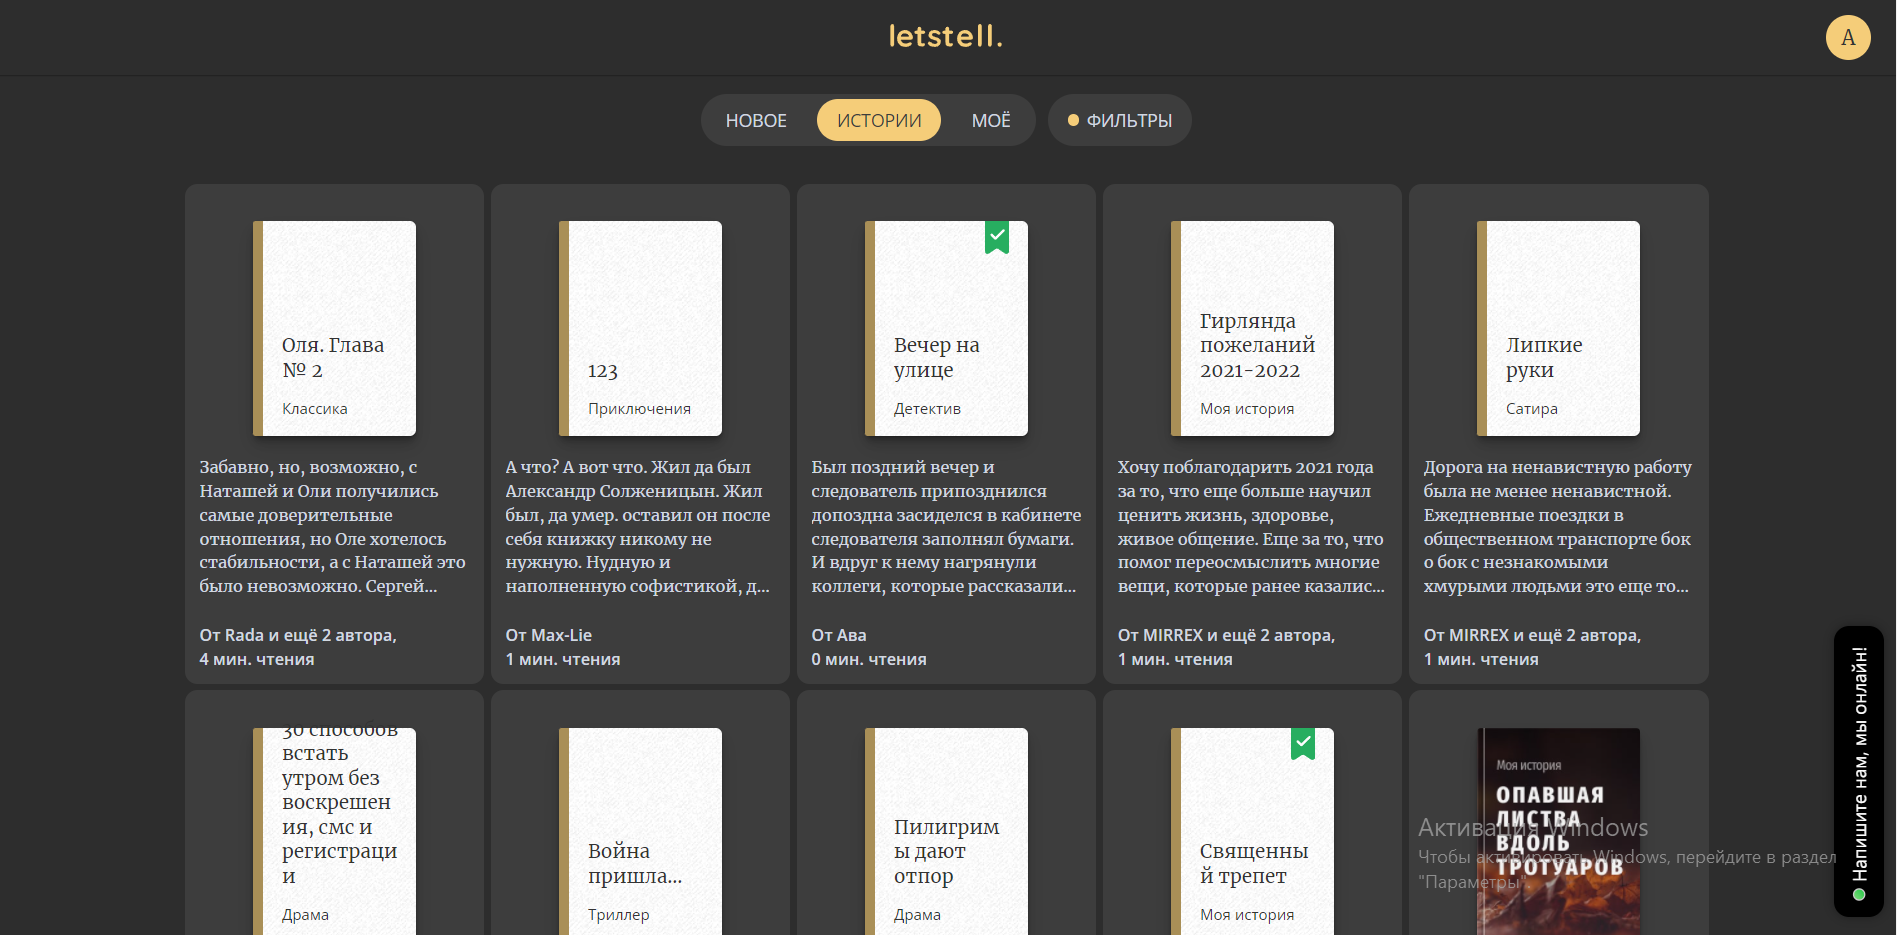 letstell.
A
НОВОЕ
ИСТОРИИ
МОЁ
ФИЛЬТРЫ
Оля. Глава
№ 2
Классика
Забавно, но, возможно, с
Наташей и Оли получились
самые доверительные
отношения, но Оле хотелось
стабильности, а с Наташей это
было невозможно. Сергей...
От Rada и ещё 2 автора,
4 мин. чтения
123
Приключения
А что? А вот что. Жил да был
Александр Солженицын. Жил
был, да умер. оставил он после
себя книжку никому не
нужную. Нудную и
наполненную софистикой, д...
От Max-Lie
1 мин. чтения
Вечер на
улице
Детектив
Был поздний вечер и
следователь припозднился
допоздна засиделся в кабинете
следователя заполнял бумаги.
И вдруг к нему нагрянули
коллеги, которые рассказали...
От Ава
0 мин. чтения
Гирлянда
пожеланий
2021-2022
Моя история
Хочу поблагодарить 2021 года
за то, что еще больше научил
ценить жизнь, здоровье,
живое общение. Еще за то, что
помог переосмыслить многие
вещи, которые ранее казалис...
От MIRREX и ещё 2 автора,
1 мин. чтения
Липкие
руки
Сатира
Дорога на ненавистную работу
была не менее ненавистной.
Ежедневные поездки в
общественном транспорте бок
о бок с незнакомыми
хмурыми людьми это еще то...
От MIRREX и ещё 2 автора,
1 мин. чтения
30 способов
встать
утром без
воскрешен
ия, смс и
регистраци
и
Драма
Война
пришла...
Триллер
Пилигрим
ы дают
отпор
Драма
Священны
й трепет
Моя история
Моя история
ОПАВШАЯ
ЛИСТВА
ВДОЛЬ
ТРОТУАРОВ
Активация Windows
Чтобы активировать Windows, перейдите в раздел
"Параметры".
Напишите нам, мы онлайн!